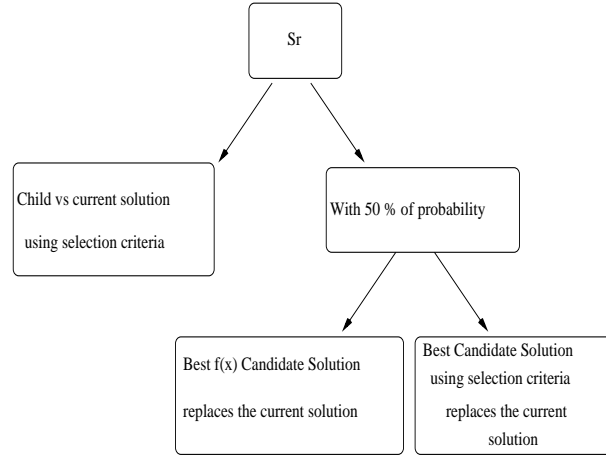 Sr
Child vs current solution
using selection criteria
With 50 % of probability
Best f(x) Candidate Solution
replaces the current solution
Best Candidate Solution
using selection criteria
replaces the current
solution